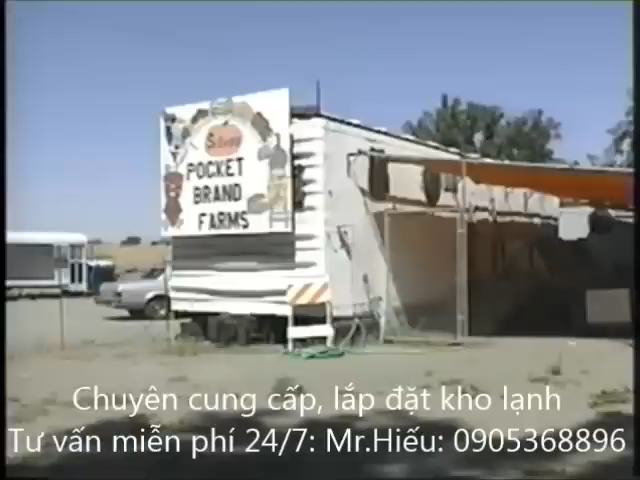 POCKET
BRAND
FARMS
Chuyên cung cấp, lắp đặt kho lạnh
Tư vấn miễn phí 24/7: Mr.Hiếu: 0905368896